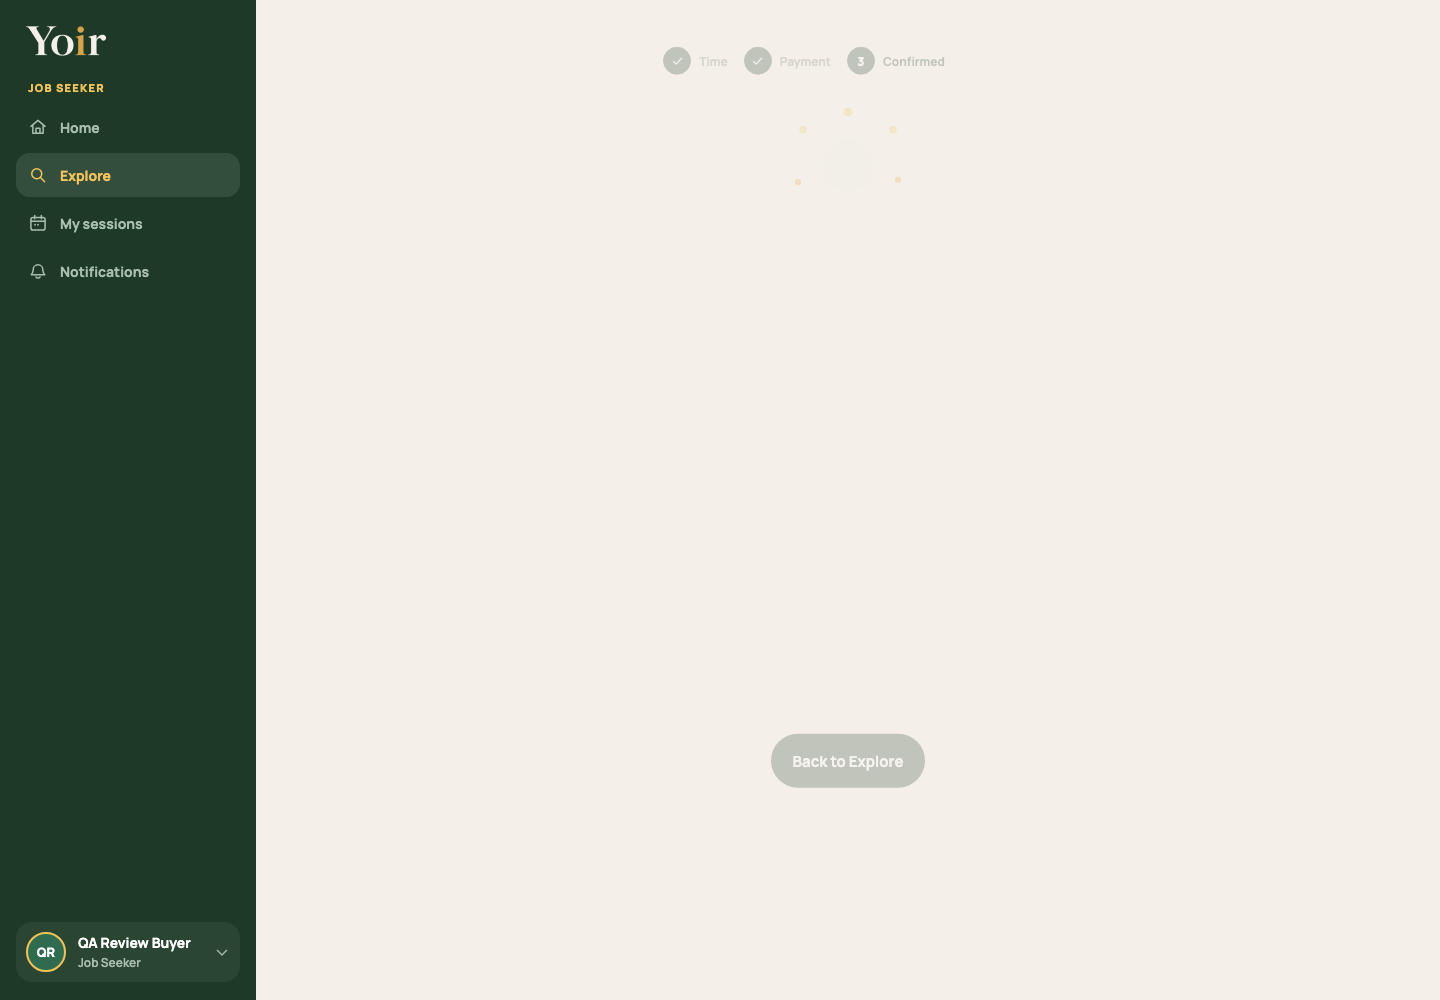 Yoir
JOB SEEKER
Home
Explore
My sessions
Notifications
QR
QA Review Buyer
Job Seeker
Time
Payment
3
Confirmed
Back to Explore